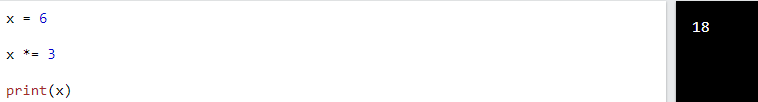 x = 6
x *= 3
print(x)
18